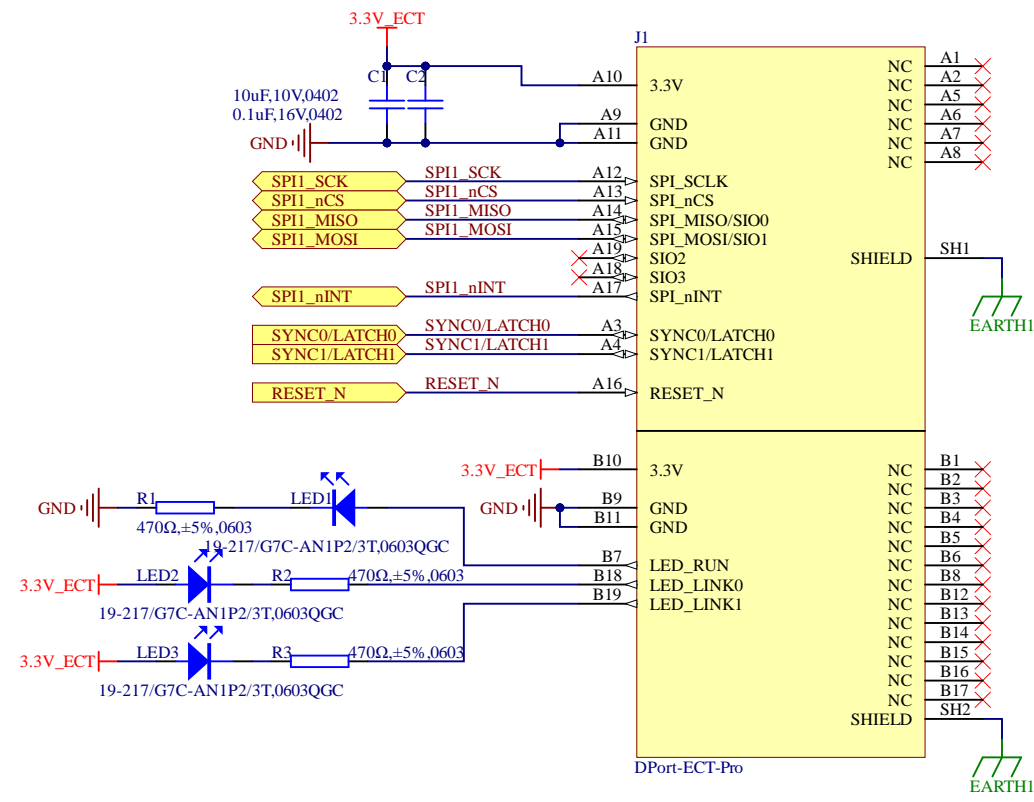 3.3V_ECT
C1
C2
10uF,10V,0402
0.1uF,16V,0402
GND
J1
A10 3.3V
A9 GND
A11 GND
SPI1_SCK SPI1_SCK A12 SPI_SCLK
SPI1_nCS SPI1_nCS A13 SPI_nCS
SPI1_MISO SPI1_MISO A14 SPI_MISO/SIO0
SPI1_MOSI SPI1_MOSI A15 SPI_MOSI/SIO1
A19 SIO2
A18 SIO3
SPI1_nINT SPI1_nINT A17 SPI_nINT
SYNC0/LATCH0 SYNC0/LATCH0 A3 SYNC0/LATCH0
SYNC1/LATCH1 SYNC1/LATCH1 A4 SYNC1/LATCH1
RESET_N RESET_N A16 RESET_N
NC A1
NC A2
NC A5
NC A6
NC A7
NC A8
SHIELD SH1
EARTH1
3.3V_ECT B10 3.3V
GND B9 GND
B11 GND
B7 LED_RUN
B18 LED_LINK0
B19 LED_LINK1
GND R1 LED1
470Ω,±5%,0603
19-217/G7C-AN1P2/3T,0603QGC
3.3V_ECT LED2 R2 470Ω,±5%,0603
19-217/G7C-AN1P2/3T,0603QGC
3.3V_ECT LED3 R3 470Ω,±5%,0603
19-217/G7C-AN1P2/3T,0603QGC
NC B1
NC B2
NC B3
NC B4
NC B5
NC B6
NC B8
NC B12
NC B13
NC B14
NC B15
NC B16
NC B17
SHIELD SH2
EARTH1
DPort-ECT-Pro